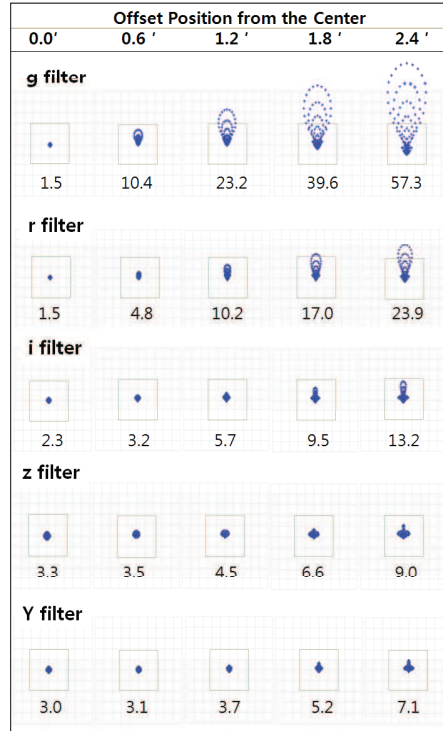 Offset Position from the Center
0.0′ 0.6 ′ 1.2 ′ 1.8 ′ 2.4 ′
g filter
1.5 10.4 23.2 39.6 57.3
r filter
1.5 4.8 10.2 17.0 23.9
i filter
2.3 3.2 5.7 9.5 13.2
z filter
3.3 3.5 4.5 6.6 9.0
Y filter
3.0 3.1 3.7 5.2 7.1